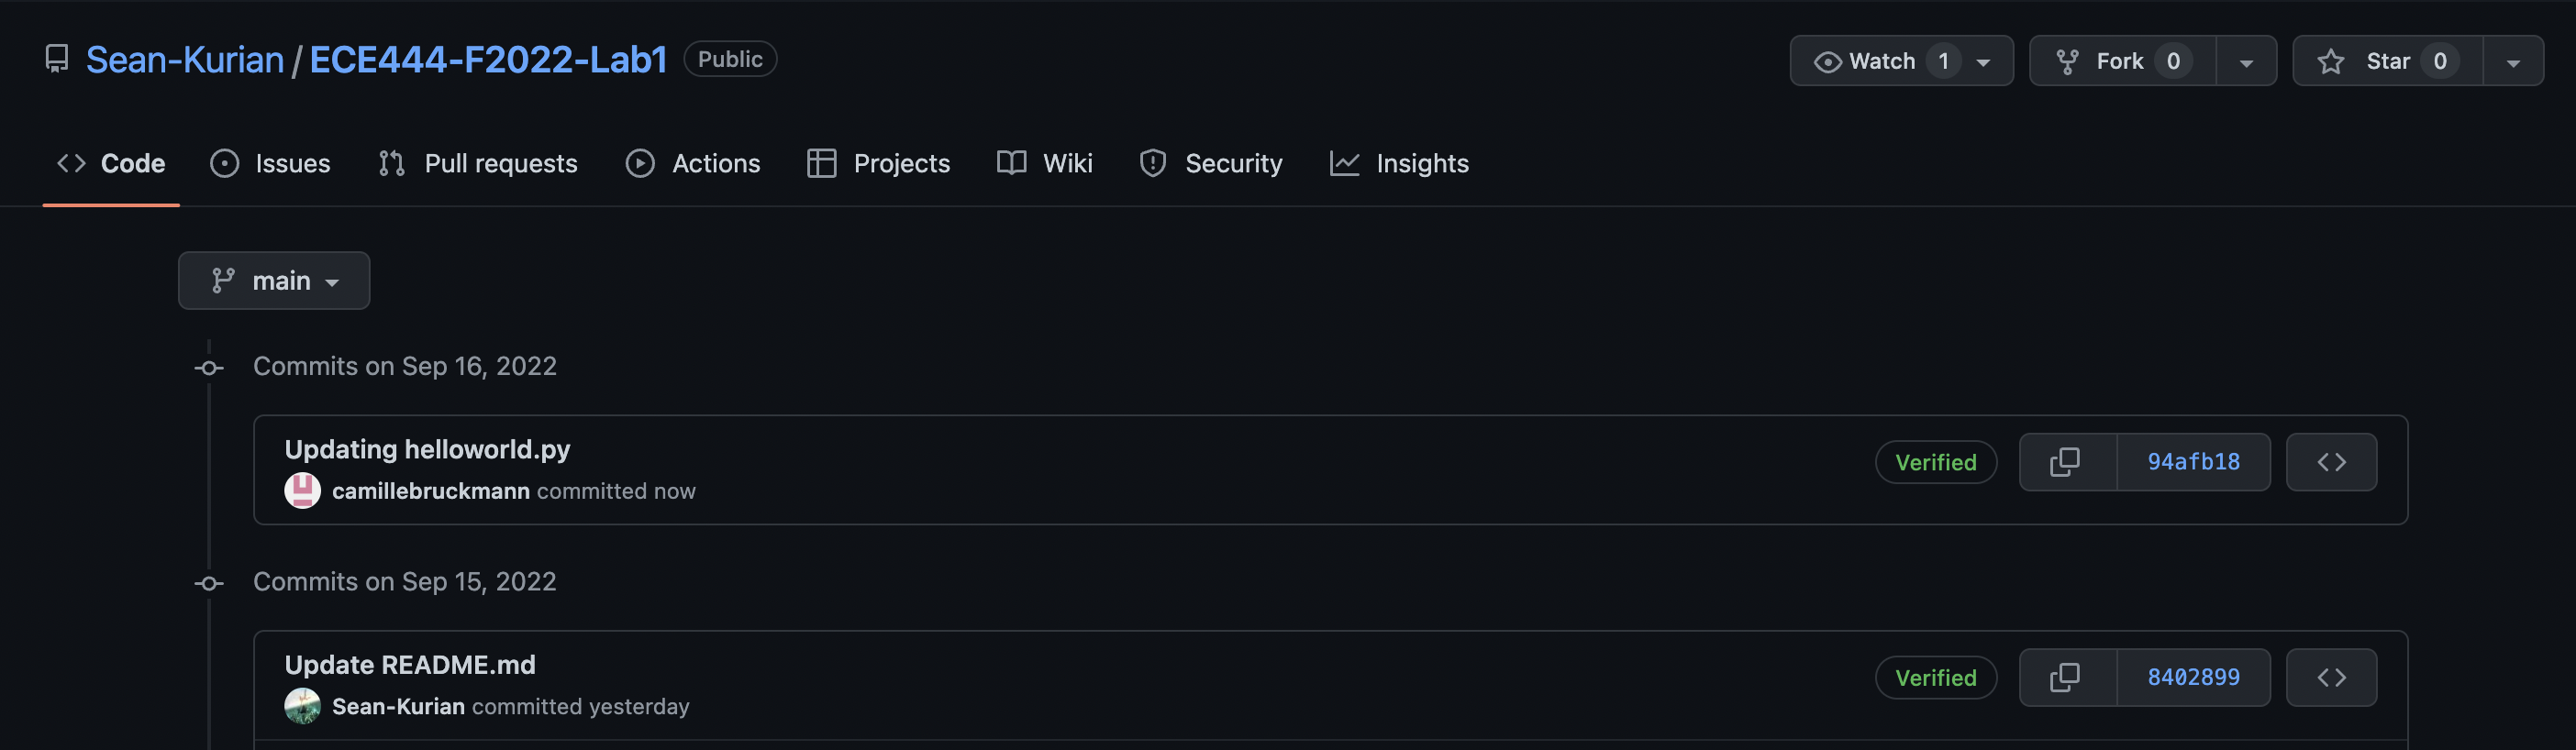 Sean-Kurian / ECE444-F2022-Lab1 Public Watch 1 Fork 0 Star 0
Code Issues Pull requests Actions Projects Wiki Security Insights
main
Commits on Sep 16, 2022
Updating helloworld.py
camillebruckmann committed now
Verified 94afb18
Commits on Sep 15, 2022
Update README.md
Sean-Kurian committed yesterday
Verified 8402899